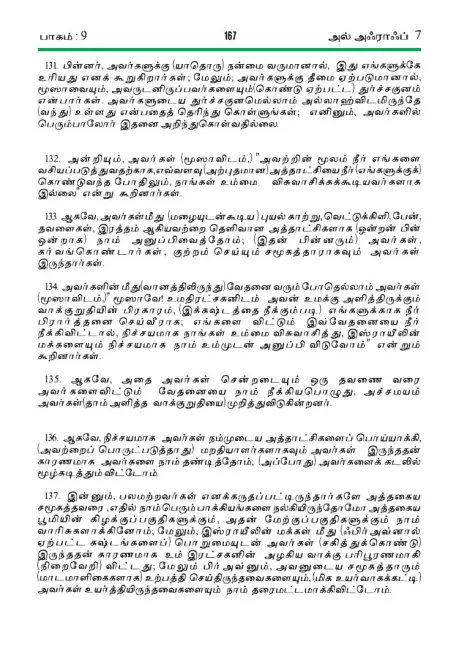 பாகம் : 9
167
அல் அஃராஃப் 7
131. பின்னர், அவர்களுக்கு (யாதொரு) நன்மை வருமானால், இது எங்களுக்கே
உரியது எனக் கூறுகிறார்கள்; மேலும்; அவர்களுக்கு தீமை ஏற்படுமானால்,
மூஸாவையும், அவருடனிருப்பவர்களையும்(கொண்டு ஏற்பட்ட) துர்ச்சகுனம்
என்பார்கள். அவர்களுடைய துர்ச்சகுனமெல்லாம் அல்லாஹ்விடமிருந்தே
(வந்து) உள்ளது என்பதைத் தெரிந்து கொள்ளுங்கள்; எனினும், அவர்களில்
பெரும்பாலோர் இதனை அறிந்துகொள்வதில்லை.
132. அன்றியும், அவர்கள் (மூஸாவிடம்,) "அவற்றின் மூலம் நீர் எங்களை
வசியப்படுத்துவதற்காக,எவ்வளவு(அற்புதமான)அத்தாட்சியைநீர்(எங்களுக்குக்)
கொண்டுவந்த போதிலும், நாங்கள் உம்மை விசுவாசிக்கக்கூடியவர்களாக
இல்லை" என்று கூறினார்கள்.
133. ஆகவே, அவர்கள்மீது (மழையுடன்கூடிய) புயல்காற்று,வெட்டுக்கிளி,பேன்,
தவளைகள், இரத்தம் ஆகியவற்றை தெளிவான அத்தாட்சிகளாக (ஒன்றன் பின்
ஒன்றாக) நாம் அனுப்பிவைத்தோம்; (இதன் பின்னரும்) அவர்கள்,
கர்வங்கொண்டார்கள்; குற்றம் செய்யும் சமூகத்தாராகவும் அவர்கள்
இருந்தார்கள்.
134. அவர்களின் மீது(வானத்திலிருந்து)வேதனை வரும்போதெல்லாம் அவர்கள்
(மூஸாவிடம்,)" மூஸாவே! உமதிரட்சகனிடம் அவன் உமக்கு அளித்திருக்கும்
வாக்குறுதியின் பிரகாரம், (இக்கஷ்டத்தை நீக்கும்படி) எங்களுக்காக நீர்
பிரார்த்தனை செய்வீராக; எங்களை விட்டும் இவ்வேதனையை நீர்
நீக்கிவிட்டால், நிச்சயமாக நாங்கள் உம்மை விசுவாசித்து, இஸ்ராயீலின்
மக்களையும் நிச்சயமாக நாம் உம்முடன் அனுப்பி விடுவோம்" என்றும்
கூறினார்கள்.
135. ஆகவே, அதை அவர்கள் சென்றடையும் ஒரு தவணை வரை
அவர்களைவிட்டும் வேதனையை நாம் நீக்கியபொழுது, அச்சமயம்
அவர்கள்(தாம் அளித்த வாக்குறுதியை)முறித்துவிடுகின்றனர்.
136. ஆகவே, நிச்சயமாக அவர்கள் நம்முடைய அத்தாட்சிகளைப் பொய்யாக்கி,
(அவற்றைப் பொருட்படுத்தாது) மறதியாளர்களாகவும் அவர்கள் இருந்ததன்
காரணமாக அவர்களை நாம் தண்டித்தோம்; (அப்போது) அவர்களைக் கடலில்
மூழ்கடித்தும்விட்டோம்.
137. இன்னும், பலமற்றவர்கள் எனக்கருதப்பட்டிருந்தார்களே அத்தகைய
சமூகத்தவரை ,எதில் நாம்பெரும்பாக்கியங்களை நல்கியிருந்தோமோ அத்தகைய
பூமியின் கிழக்குப்பகுதிகளுக்கும், அதன் மேற்குப்பகுதிகளுக்கும் நாம்
வாரிசுகளாக்கினோம்; மேலும், இஸ்ராயீலின் மக்கள் மீது (ஃபிர்அவ்னால்
ஏற்பட்ட கஷ்டங்களைப்) பொறுமையுடன் அவர்கள் (சகித்துக்கொண்டு)
இருந்ததன் காரணமாக உம் இரட்சகனின் அழகிய வாக்கு பரிபூரணமாகி
(நிறைவேறி) விட்டது; மேலும் பிர்அவ்னும், அவனுடைய சமூகத்தாரும்
(மாடமாளிகைகளாக) உற்பத்தி செய்திருந்தவைகளையும், (மிக உயர்வாகக்கட்டி)
அவர்கள் உயர்த்தியிருந்தவைகளையும் நாம் தரைமட்டமாக்கிவிட்டோம்.